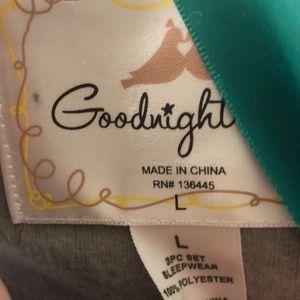 Goodnight
MADE IN CHINA
RN# 136445
L
L
3PC SET
SLEEPWEAR
100% POLYESTER